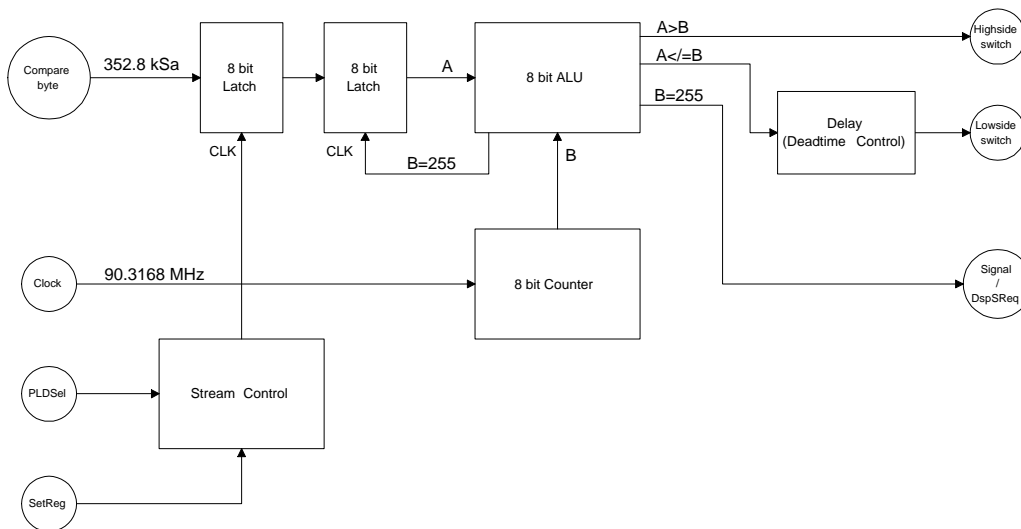 Compare
byte
352.8 kSa
8 bit
Latch
8 bit
Latch
A
8 bit ALU
A>B
A</=B
B=255
Highside
switch
Delay
(Deadtime Control)
Lowside
switch
CLK
CLK
B=255
B
Clock
90.3168 MHz
8 bit Counter
Signal
/
DspSReq
PLDSel
Stream Control
SetReg